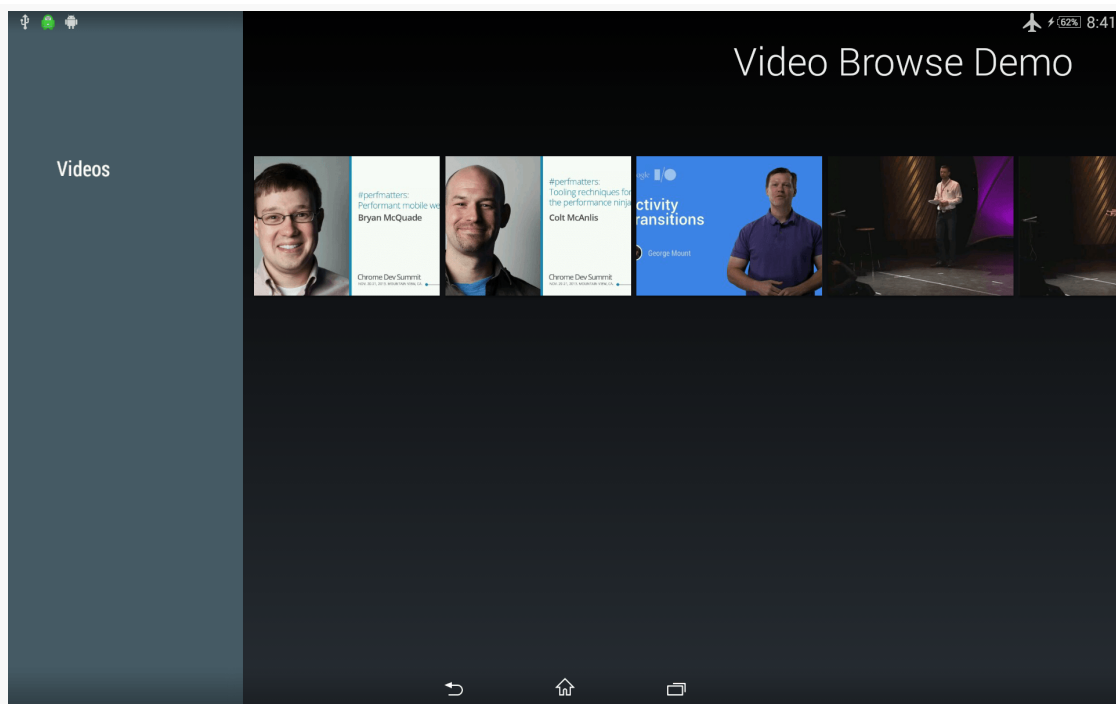 62% 8:41
Video Browse Demo
Videos
#perfmatters:
Performant mobile we
Bryan McQuade
Chrome Dev Summit
#perfmatters:
Tooling techniques for
the performance ninja
Colt McAnlis
Chrome Dev Summit
I/O
ctivity
ransitions
George Mount